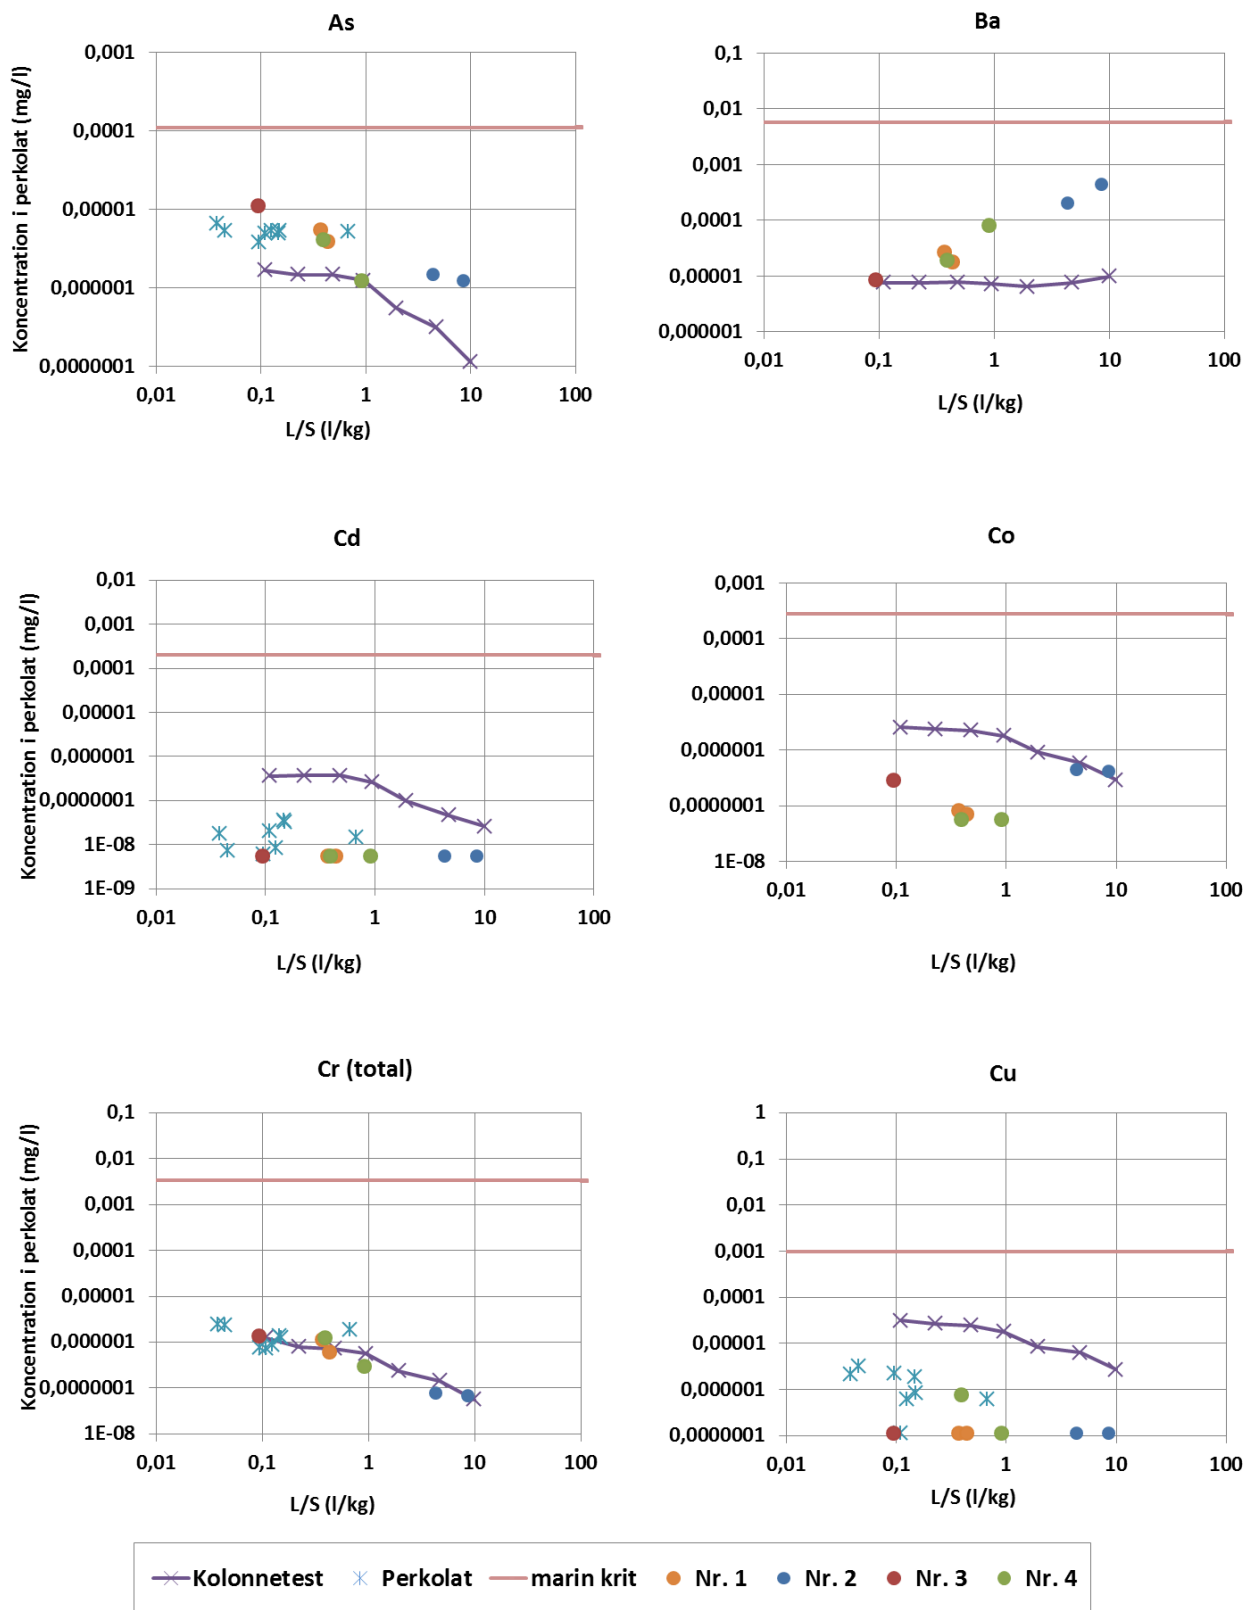 As
Koncentration i perkolat (mg/l)
0,001
0,0001
0,00001
0,000001
0,0000001
0,01 0,1 1 10 100
L/S (l/kg)
Ba
0,1
0,01
0,001
0,0001
0,00001
0,000001
0,01 0,1 1 10 100
L/S (l/kg)
Cd
Koncentration i perkolat (mg/l)
0,01
0,001
0,0001
0,00001
0,000001
0,0000001
1E-08
1E-09
0,01 0,1 1 10 100
L/S (l/kg)
Co
0,001
0,0001
0,00001
0,000001
0,0000001
1E-08
0,01 0,1 1 10 100
L/S (l/kg)
Cr (total)
Koncentration i perkolat (mg/l)
0,1
0,01
0,001
0,0001
0,00001
0,000001
0,0000001
1E-08
0,01 0,1 1 10 100
L/S (l/kg)
Cu
1
0,1
0,01
0,001
0,0001
0,00001
0,000001
0,0000001
0,01 0,1 1 10 100
L/S (l/kg)
Kolonnetest Perkolat marin krit Nr. 1 Nr. 2 Nr. 3 Nr. 4